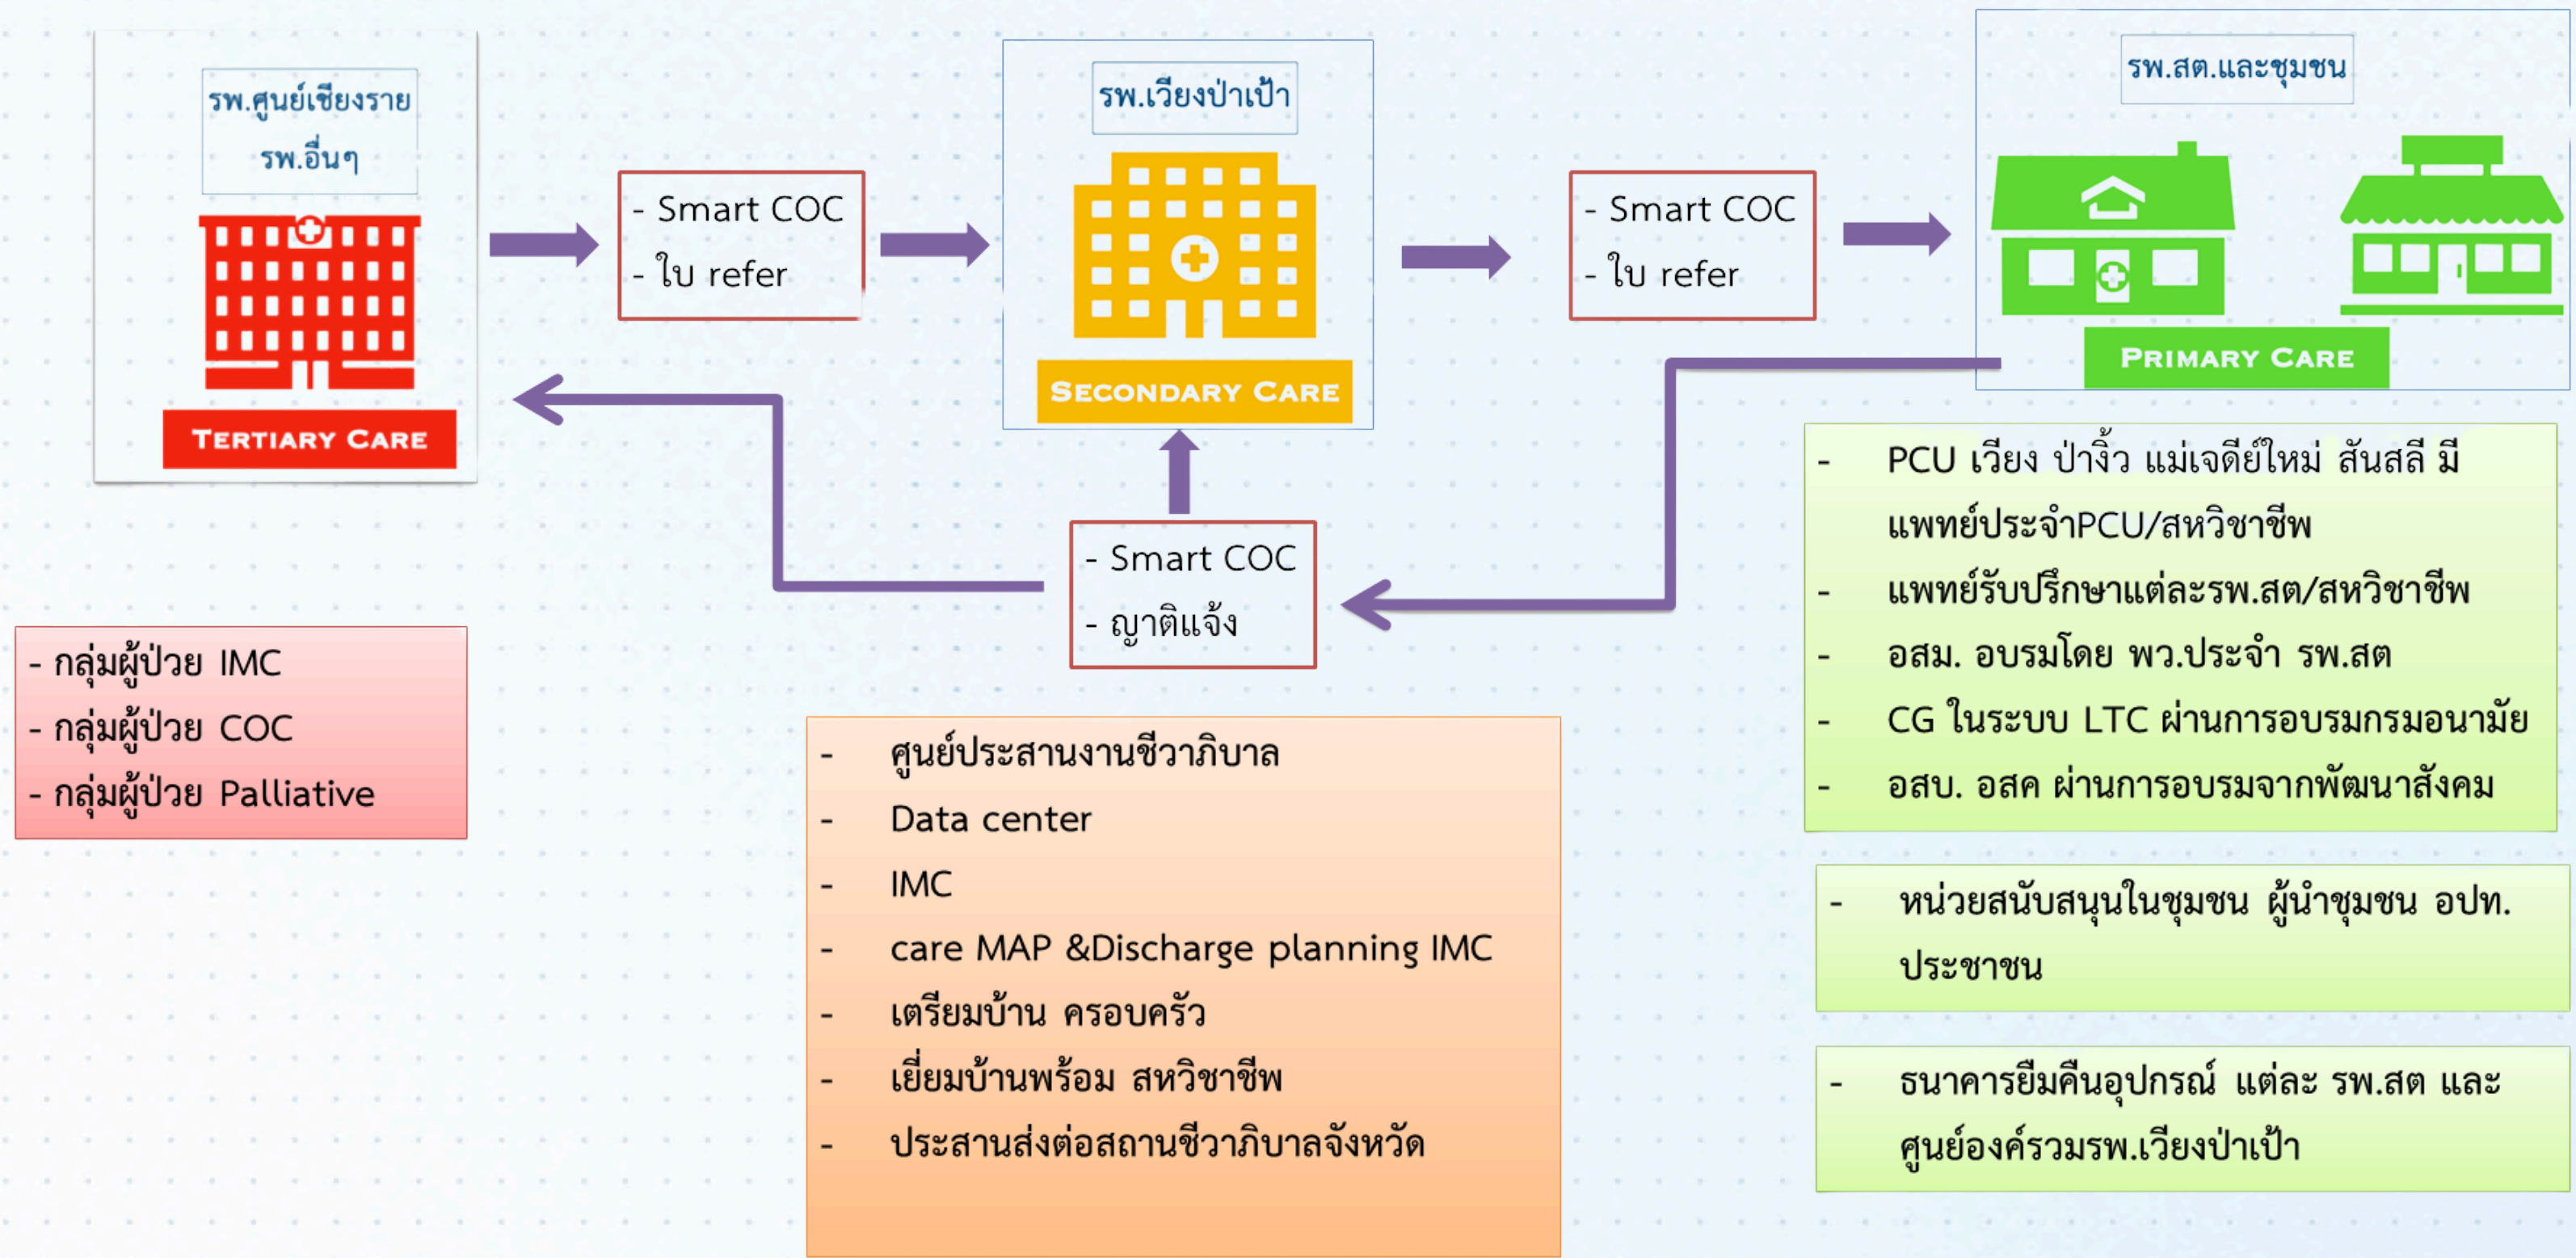 รพ.ศูนย์เชียงราย
รพ.อื่นๆ
TERTIARY CARE
- Smart COC
- ใบ refer
รพ.เวียงป่าเป้า
SECONDARY CARE
- Smart COC
- ใบ refer
รพ.สต.และชุมชน
PRIMARY CARE
- Smart COC
- ญาติแจ้ง
- กลุ่มผู้ป่วย IMC
- กลุ่มผู้ป่วย COC
- กลุ่มผู้ป่วย Palliative
- ศูนย์ประสานงานชีวาภิบาล
- Data center
- IMC
- care MAP &Discharge planning IMC
- เตรียมบ้าน ครอบครัว
- เยี่ยมบ้านพร้อม สหวิชาชีพ
- ประสานส่งต่อสถานชีวาภิบาลจังหวัด
- PCU เวียง ป่างิ้ว แม่เจดีย์ใหม่ สันสลี มี
แพทย์ประจำPCU/สหวิชาชีพ
- แพทย์รับปรึกษาแต่ละรพ.สต/สหวิชาชีพ
- อสม. อบรมโดย พว.ประจำ รพ.สต
- CG ในระบบ LTC ผ่านการอบรมกรมอนามัย
- อสบ. อสค ผ่านการอบรมจากพัฒนาสังคม
- หน่วยสนับสนุนในชุมชน ผู้นำชุมชน อปท.
ประชาชน
- ธนาคารยืมคืนอุปกรณ์ แต่ละ รพ.สต และ
ศูนย์องค์รวมรพ.เวียงป่าเป้า